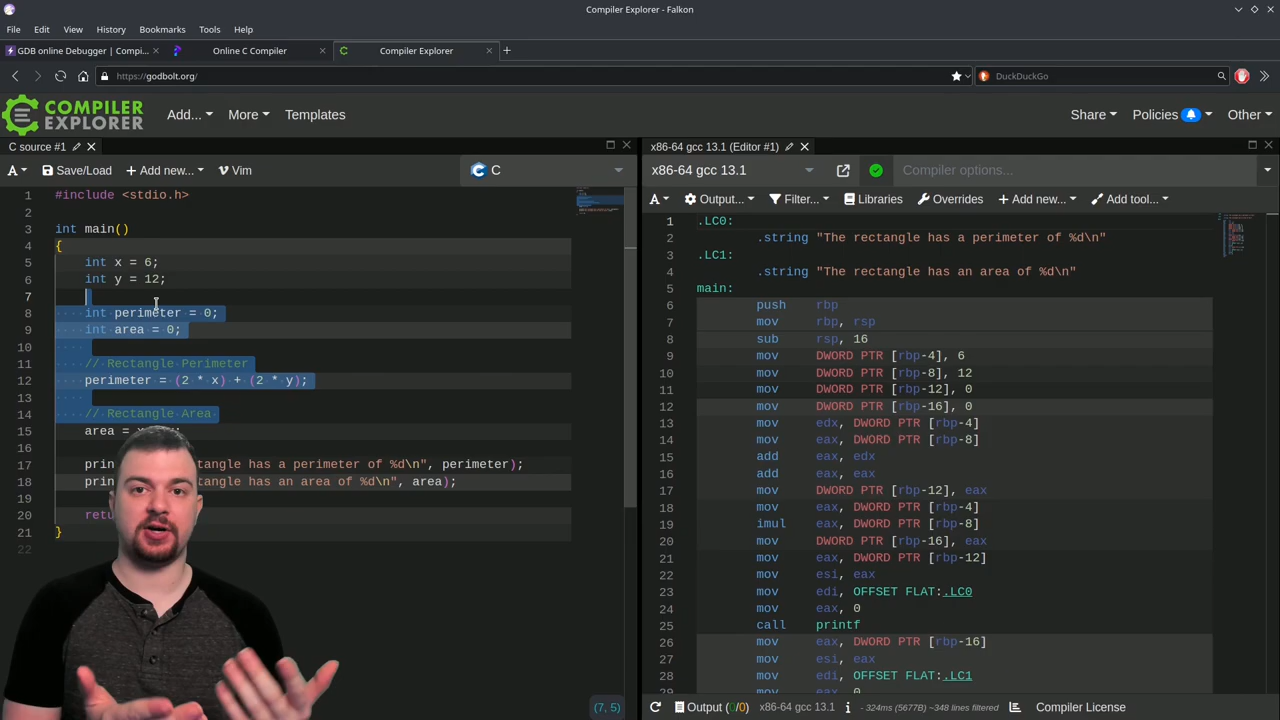 Compiler Explorer - Falkon
File Edit View History Bookmarks Tools Help
GDB online Debugger | Compi...
Online C Compiler
Compiler Explorer
https://godbolt.org/
DuckDuckGo
COMPILER EXPLORER
Add... More Templates
Share Policies Other
C source #1
A Save/Load + Add new... Vim
C
1 #include <stdio.h>
2
3 int main()
4 {
5 int x = 6;
6 int y = 12;
7
8 int perimeter = 0;
9 int area = 0;
10
11 // Rectangle Perimeter
12 perimeter = (2 * x) + (2 * y);
13
14 // Rectangle Area
15 area =
16
17 tangle has a perimeter of %d\n", perimeter);
18 tangle has an area of %d\n", area);
19
20
21 }
22
(7, 5)
x86-64 gcc 13.1 (Editor #1)
x86-64 gcc 13.1
Compiler options...
A Output... Filter... Libraries Overrides + Add new... Add tool...
1 .LC0:
2 .string "The rectangle has a perimeter of %d\n"
3 .LC1:
4 .string "The rectangle has an area of %d\n"
5 main:
6 push rbp
7 mov rbp, rsp
8 sub rsp, 16
9 mov DWORD PTR [rbp-4], 6
10 mov DWORD PTR [rbp-8], 12
11 mov DWORD PTR [rbp-12], 0
12 mov DWORD PTR [rbp-16], 0
13 mov edx, DWORD PTR [rbp-4]
14 mov eax, DWORD PTR [rbp-8]
15 add eax, edx
16 add eax, eax
17 mov DWORD PTR [rbp-12], eax
18 mov eax, DWORD PTR [rbp-4]
19 imul eax, DWORD PTR [rbp-8]
20 mov DWORD PTR [rbp-16], eax
21 mov eax, DWORD PTR [rbp-12]
22 mov esi, eax
23 mov edi, OFFSET FLAT:.LC0
24 mov eax, 0
25 call printf
26 mov eax, DWORD PTR [rbp-16]
27 mov esi, eax
28 mov edi, OFFSET FLAT:.LC1
29 mov eax, 0
Output (0/0) x86-64 gcc 13.1 i - 324ms (5677B) ~348 lines filtered Compiler License